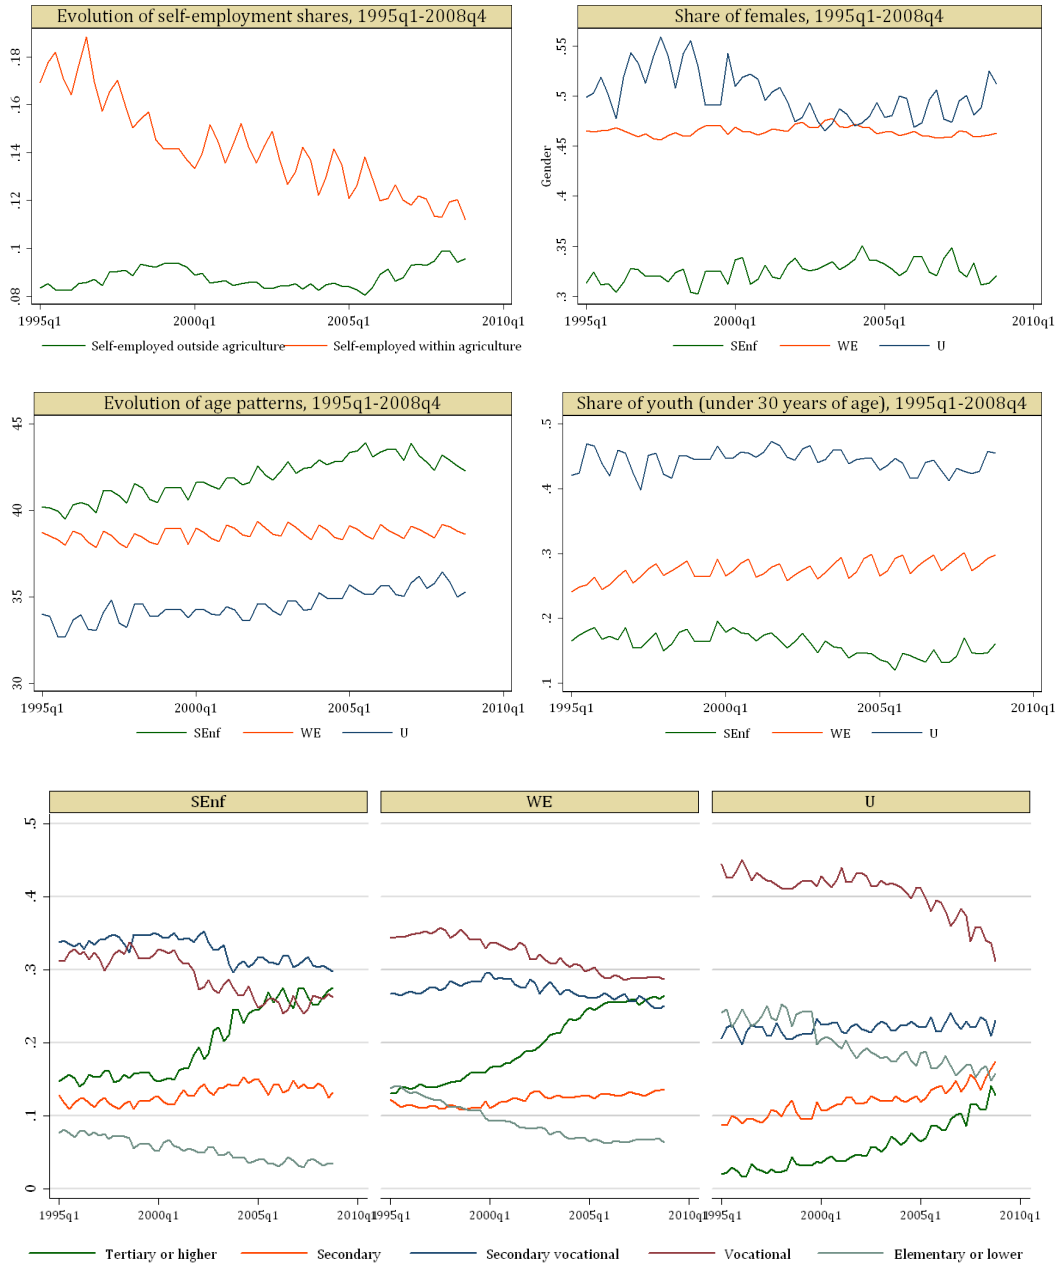 Evolution of self-employment shares, 1995q1-2008q4
.18
.16
.14
.12
.1
.08
1995q1 2000q1 2005q1 2010q1
Self-employed outside agriculture Self-employed within agriculture
Share of females, 1995q1-2008q4
Gender
.55
.5
.45
.4
.35
.3
1995q1 2000q1 2005q1 2010q1
SEnf WE U
Evolution of age patterns, 1995q1-2008q4
45
40
35
30
1995q1 2000q1 2005q1 2010q1
SEnf WE U
Share of youth (under 30 years of age), 1995q1-2008q4
.5
.4
.3
.2
.1
1995q1 2000q1 2005q1 2010q1
SEnf WE U
SEnf WE U
.5
.4
.3
.2
.1
0
1995q1 2000q1 2005q1 2010q1 1995q1 2000q1 2005q1 2010q1 1995q1 2000q1 2005q1 2010q1
Tertiary or higher Secondary Secondary vocational Vocational Elementary or lower